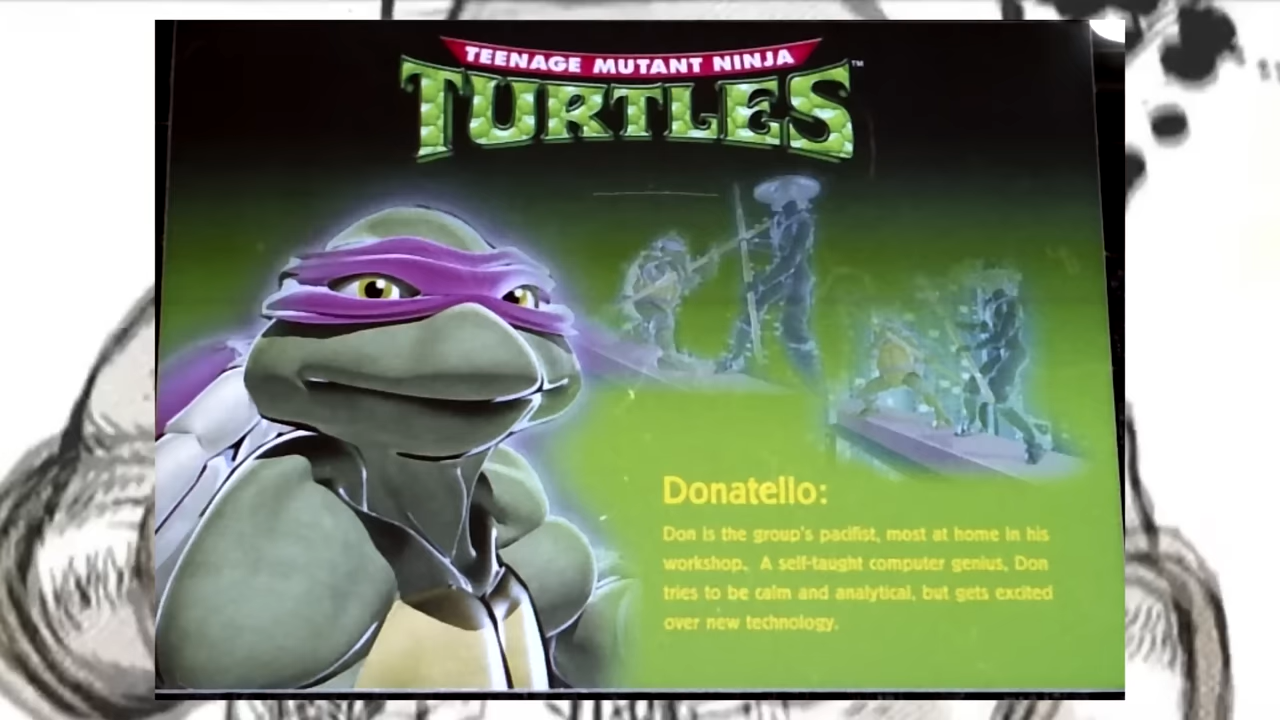 TEENAGE MUTANT NINJA
TURTLES™
Donatello:
Don is the group's pacifist, most at home in his
workshop. A self-taught computer genius, Don
tries to be calm and analytical, but gets excited
over new technology.